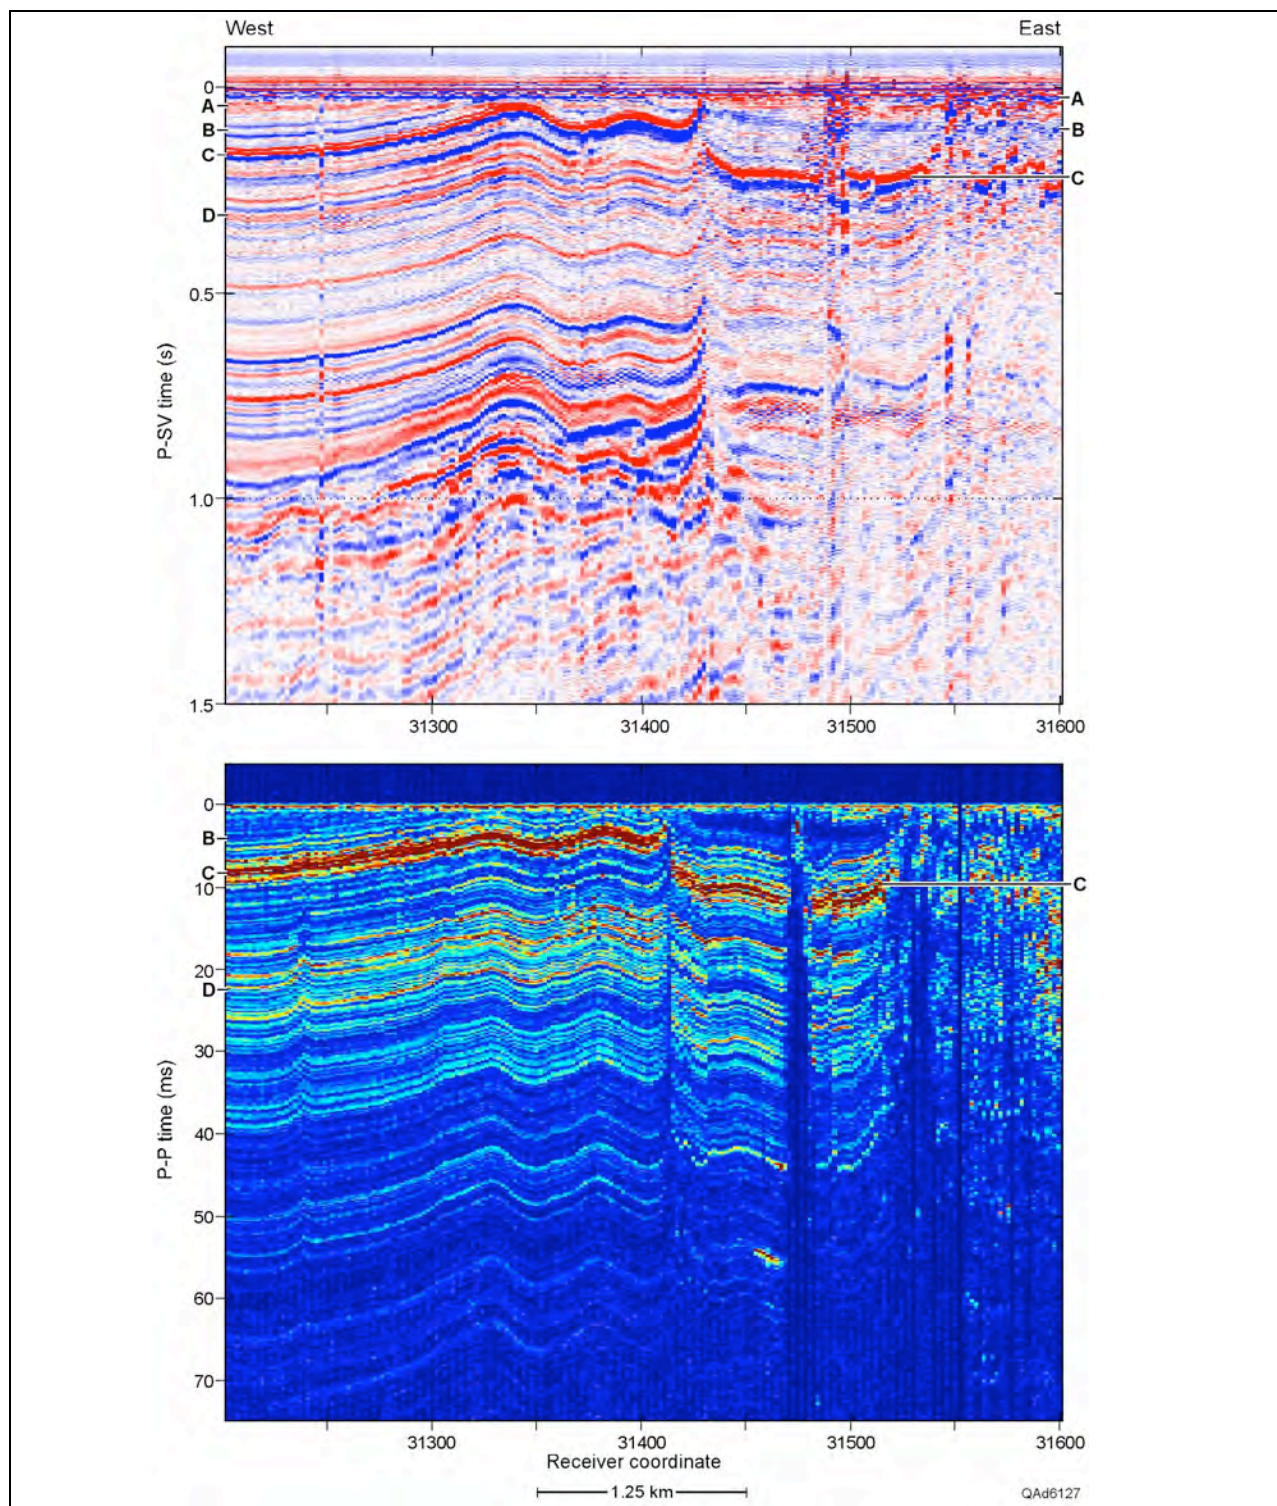 West East
0
A A
B B
C C
D
0.5
P-SV time (s)
1.0
1.5
31300 31400 31500 31600
0
B
C C
10
20
D
30
P-P time (ms)
40
50
60
70
31300 31400 31500 31600
Receiver coordinate
1.25 km
QAd6127